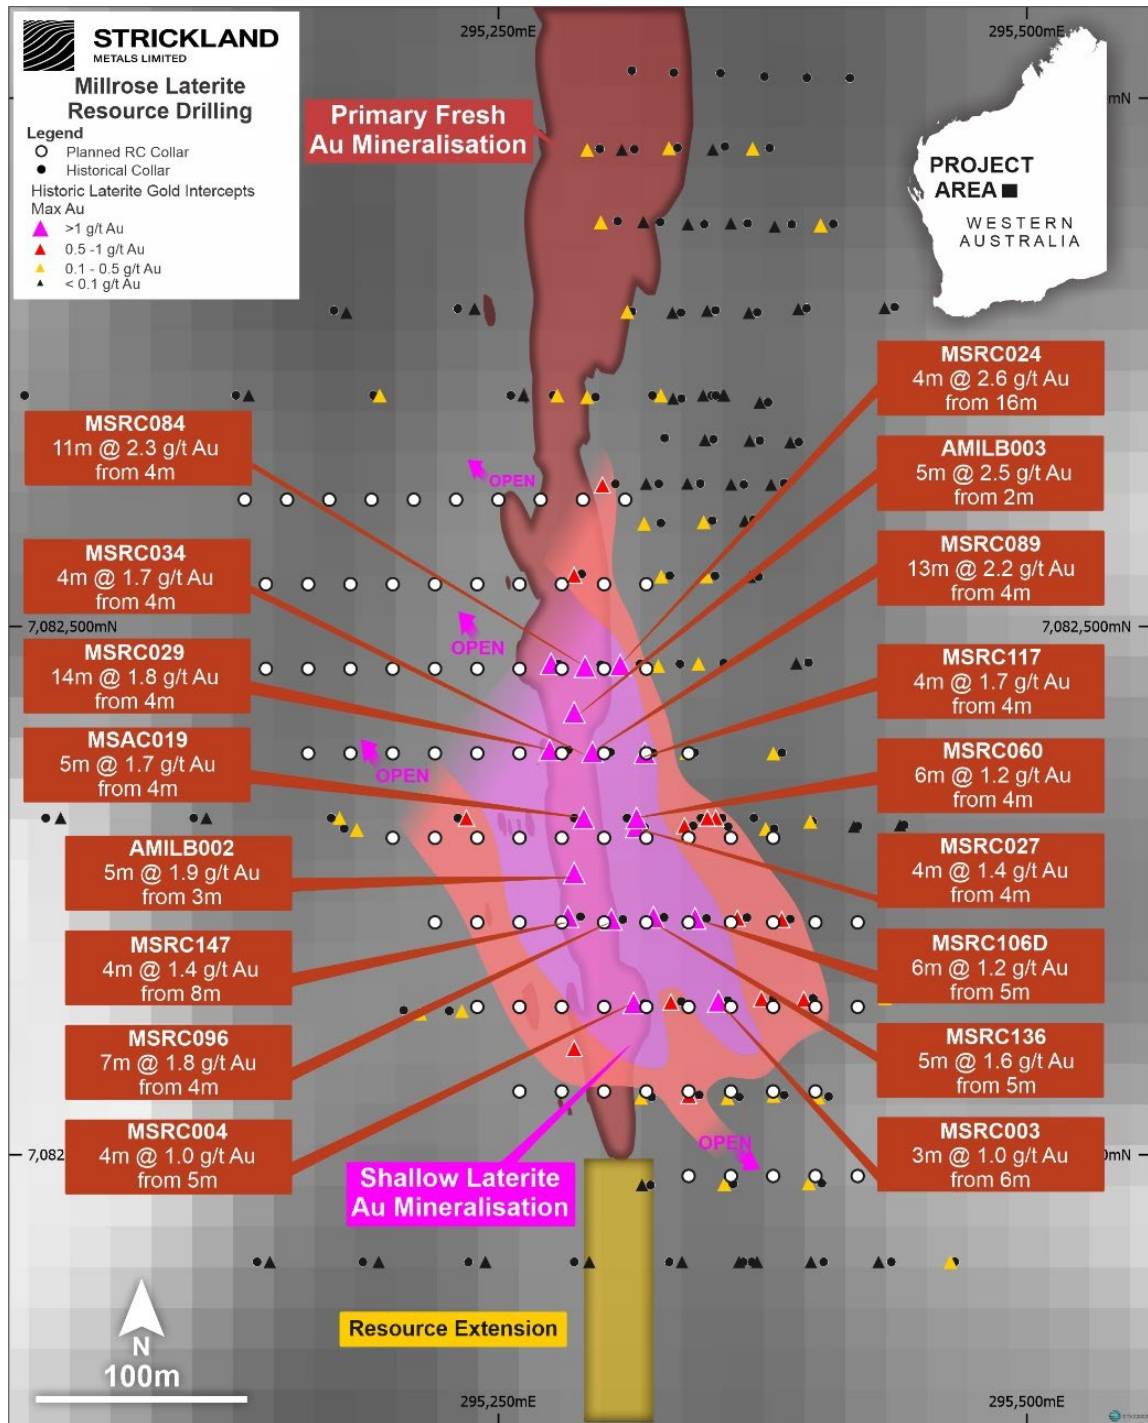 295,250mE
295,500mE
STRICKLAND
METALS LIMITED
Millrose Laterite
Resource Drilling
Legend
Planned RC Collar
Historical Collar
Historic Laterite Gold Intercepts
Max Au
>1 g/t Au
0.5 -1 g/t Au
0.1 - 0.5 g/t Au
< 0.1 g/t Au
mN
Primary Fresh
Au Mineralisation
PROJECT
AREA
WESTERN
AUSTRALIA
MSRC024
4m @ 2.6 g/t Au
from 16m
MSRC084
11m @ 2.3 g/t Au
from 4m
AMILB003
5m @ 2.5 g/t Au
from 2m
OPEN
MSRC034
4m @ 1.7 g/t Au
from 4m
MSRC089
13m @ 2.2 g/t Au
from 4m
7,082,500mN
7,082,500mN
OPEN
MSRC029
14m @ 1.8 g/t Au
from 4m
MSRC117
4m @ 1.7 g/t Au
from 4m
MSAC019
5m @ 1.7 g/t Au
from 4m
OPEN
MSRC060
6m @ 1.2 g/t Au
from 4m
AMILB002
5m @ 1.9 g/t Au
from 3m
MSRC027
4m @ 1.4 g/t Au
from 4m
MSRC147
4m @ 1.4 g/t Au
from 8m
MSRC106D
6m @ 1.2 g/t Au
from 5m
MSRC096
7m @ 1.8 g/t Au
from 4m
MSRC136
5m @ 1.6 g/t Au
from 5m
MSRC004
4m @ 1.0 g/t Au
from 5m
MSRC003
3m @ 1.0 g/t Au
from 6m
OPEN
7,082
0mN
Shallow Laterite
Au Mineralisation
Resource Extension
N
100m
295,250mE
295,500mE